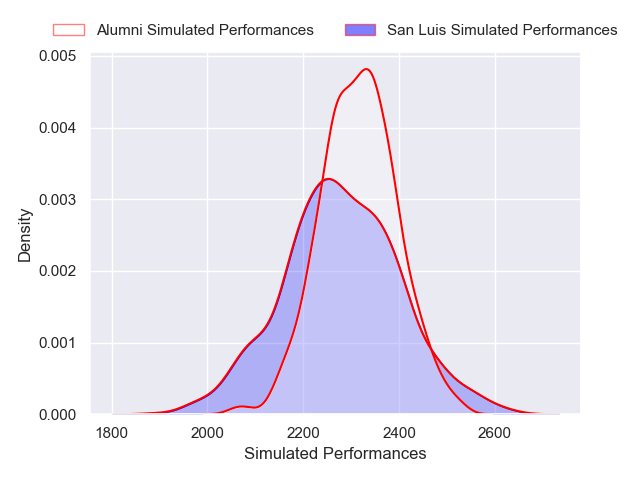 Alumni Simulated Performances San Luis Simulated Performances
0.005
0.004
0.003
0.002
0.001
0.000
Density
1800 2000 2200 2400 2600
Simulated Performances